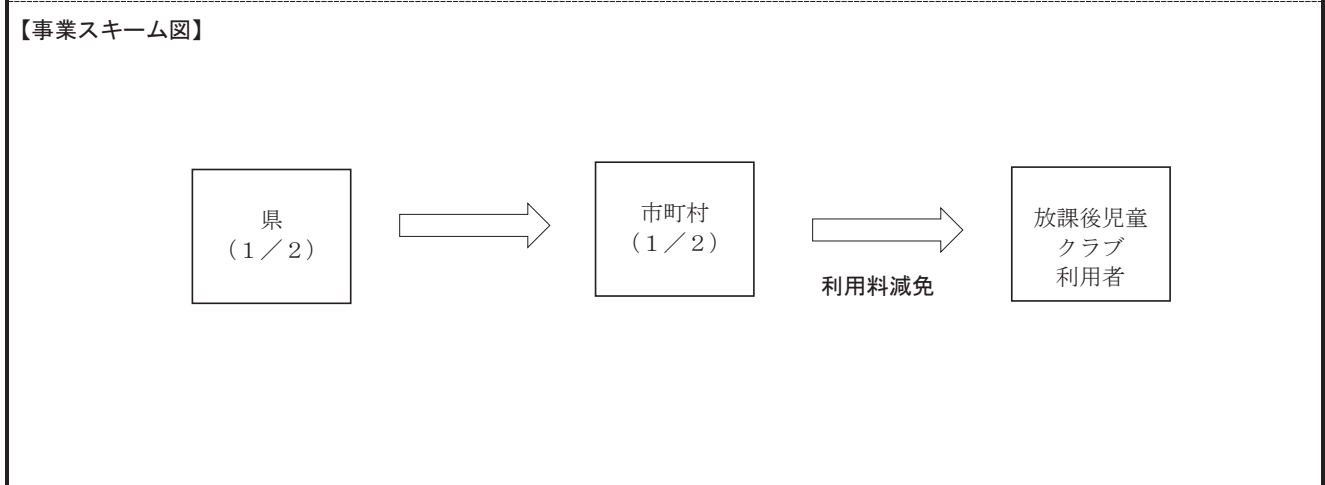 【事業スキーム図】
県
（１／２）
市町村
（１／２）
利用料減免
放課後児童
クラブ
利用者